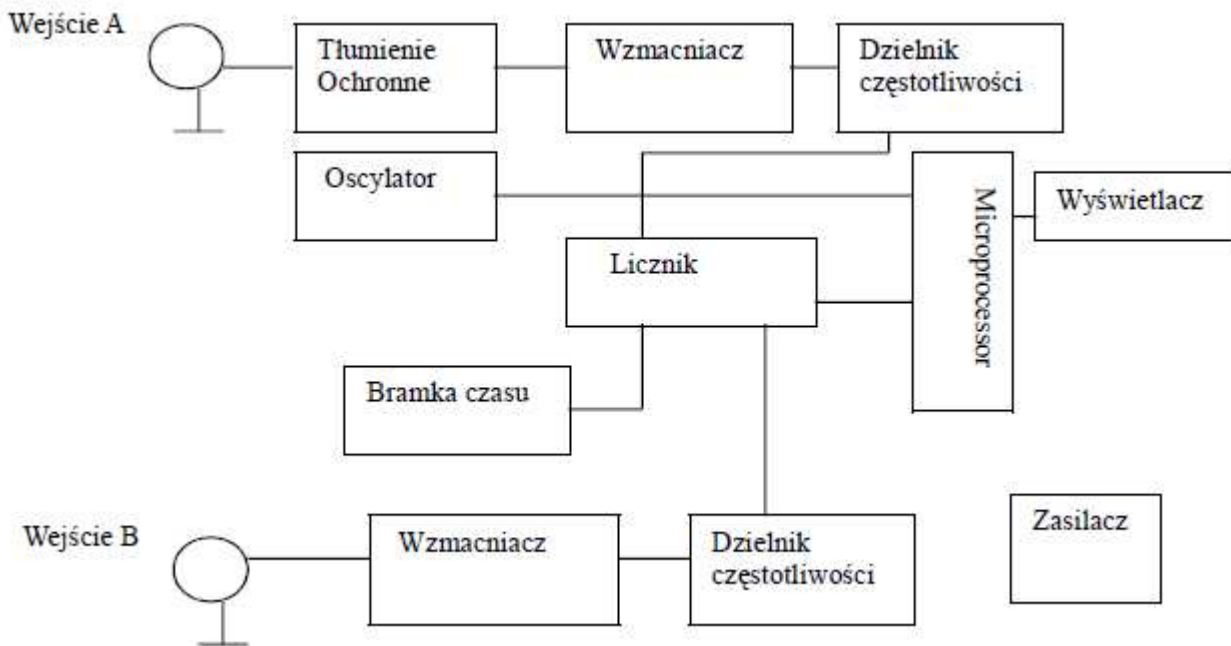 Wejście A
Tłumienie
Ochronne
Wzmacniacz
Dzielnik
częstotliwości
Oscylator
Microprocessor
Wyświetlacz
Licznik
Bramka czasu
Wejście B
Wzmacniacz
Dzielnik
częstotliwości
Zasilacz